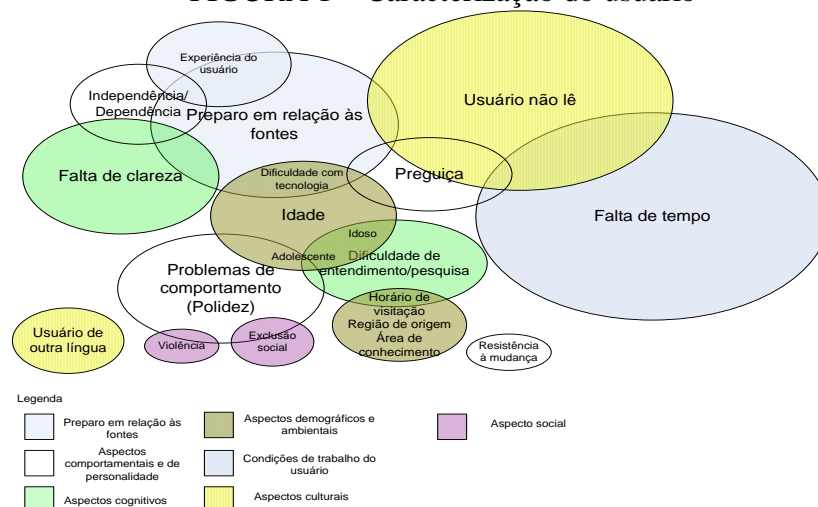 FIGURA 1 – Caracterização do usuário
Experiência do
usuário
Independência/
Dependência
Preparo em relação às
fontes
Usuário não lê
Falta de clareza
Dificuldade com
tecnologia
Preguiça
Idade
Falta de tempo
Idoso
Adolescente
Dificuldade de
entendimento/pesquisa
Problemas de
comportamento
(Polidez)
Horário de
visitação
Região de origem
Área de
conhecimento
Usuário de
outra língua
Violência
Exclusão
social
Resistência
à mudança
Legenda
Preparo em relação às
fontes
Aspectos demográficos e
ambientais
Aspecto social
Aspectos
comportamentais e de
personalidade
Condições de trabalho do
usuário
Aspectos cognitivos
Aspectos culturais